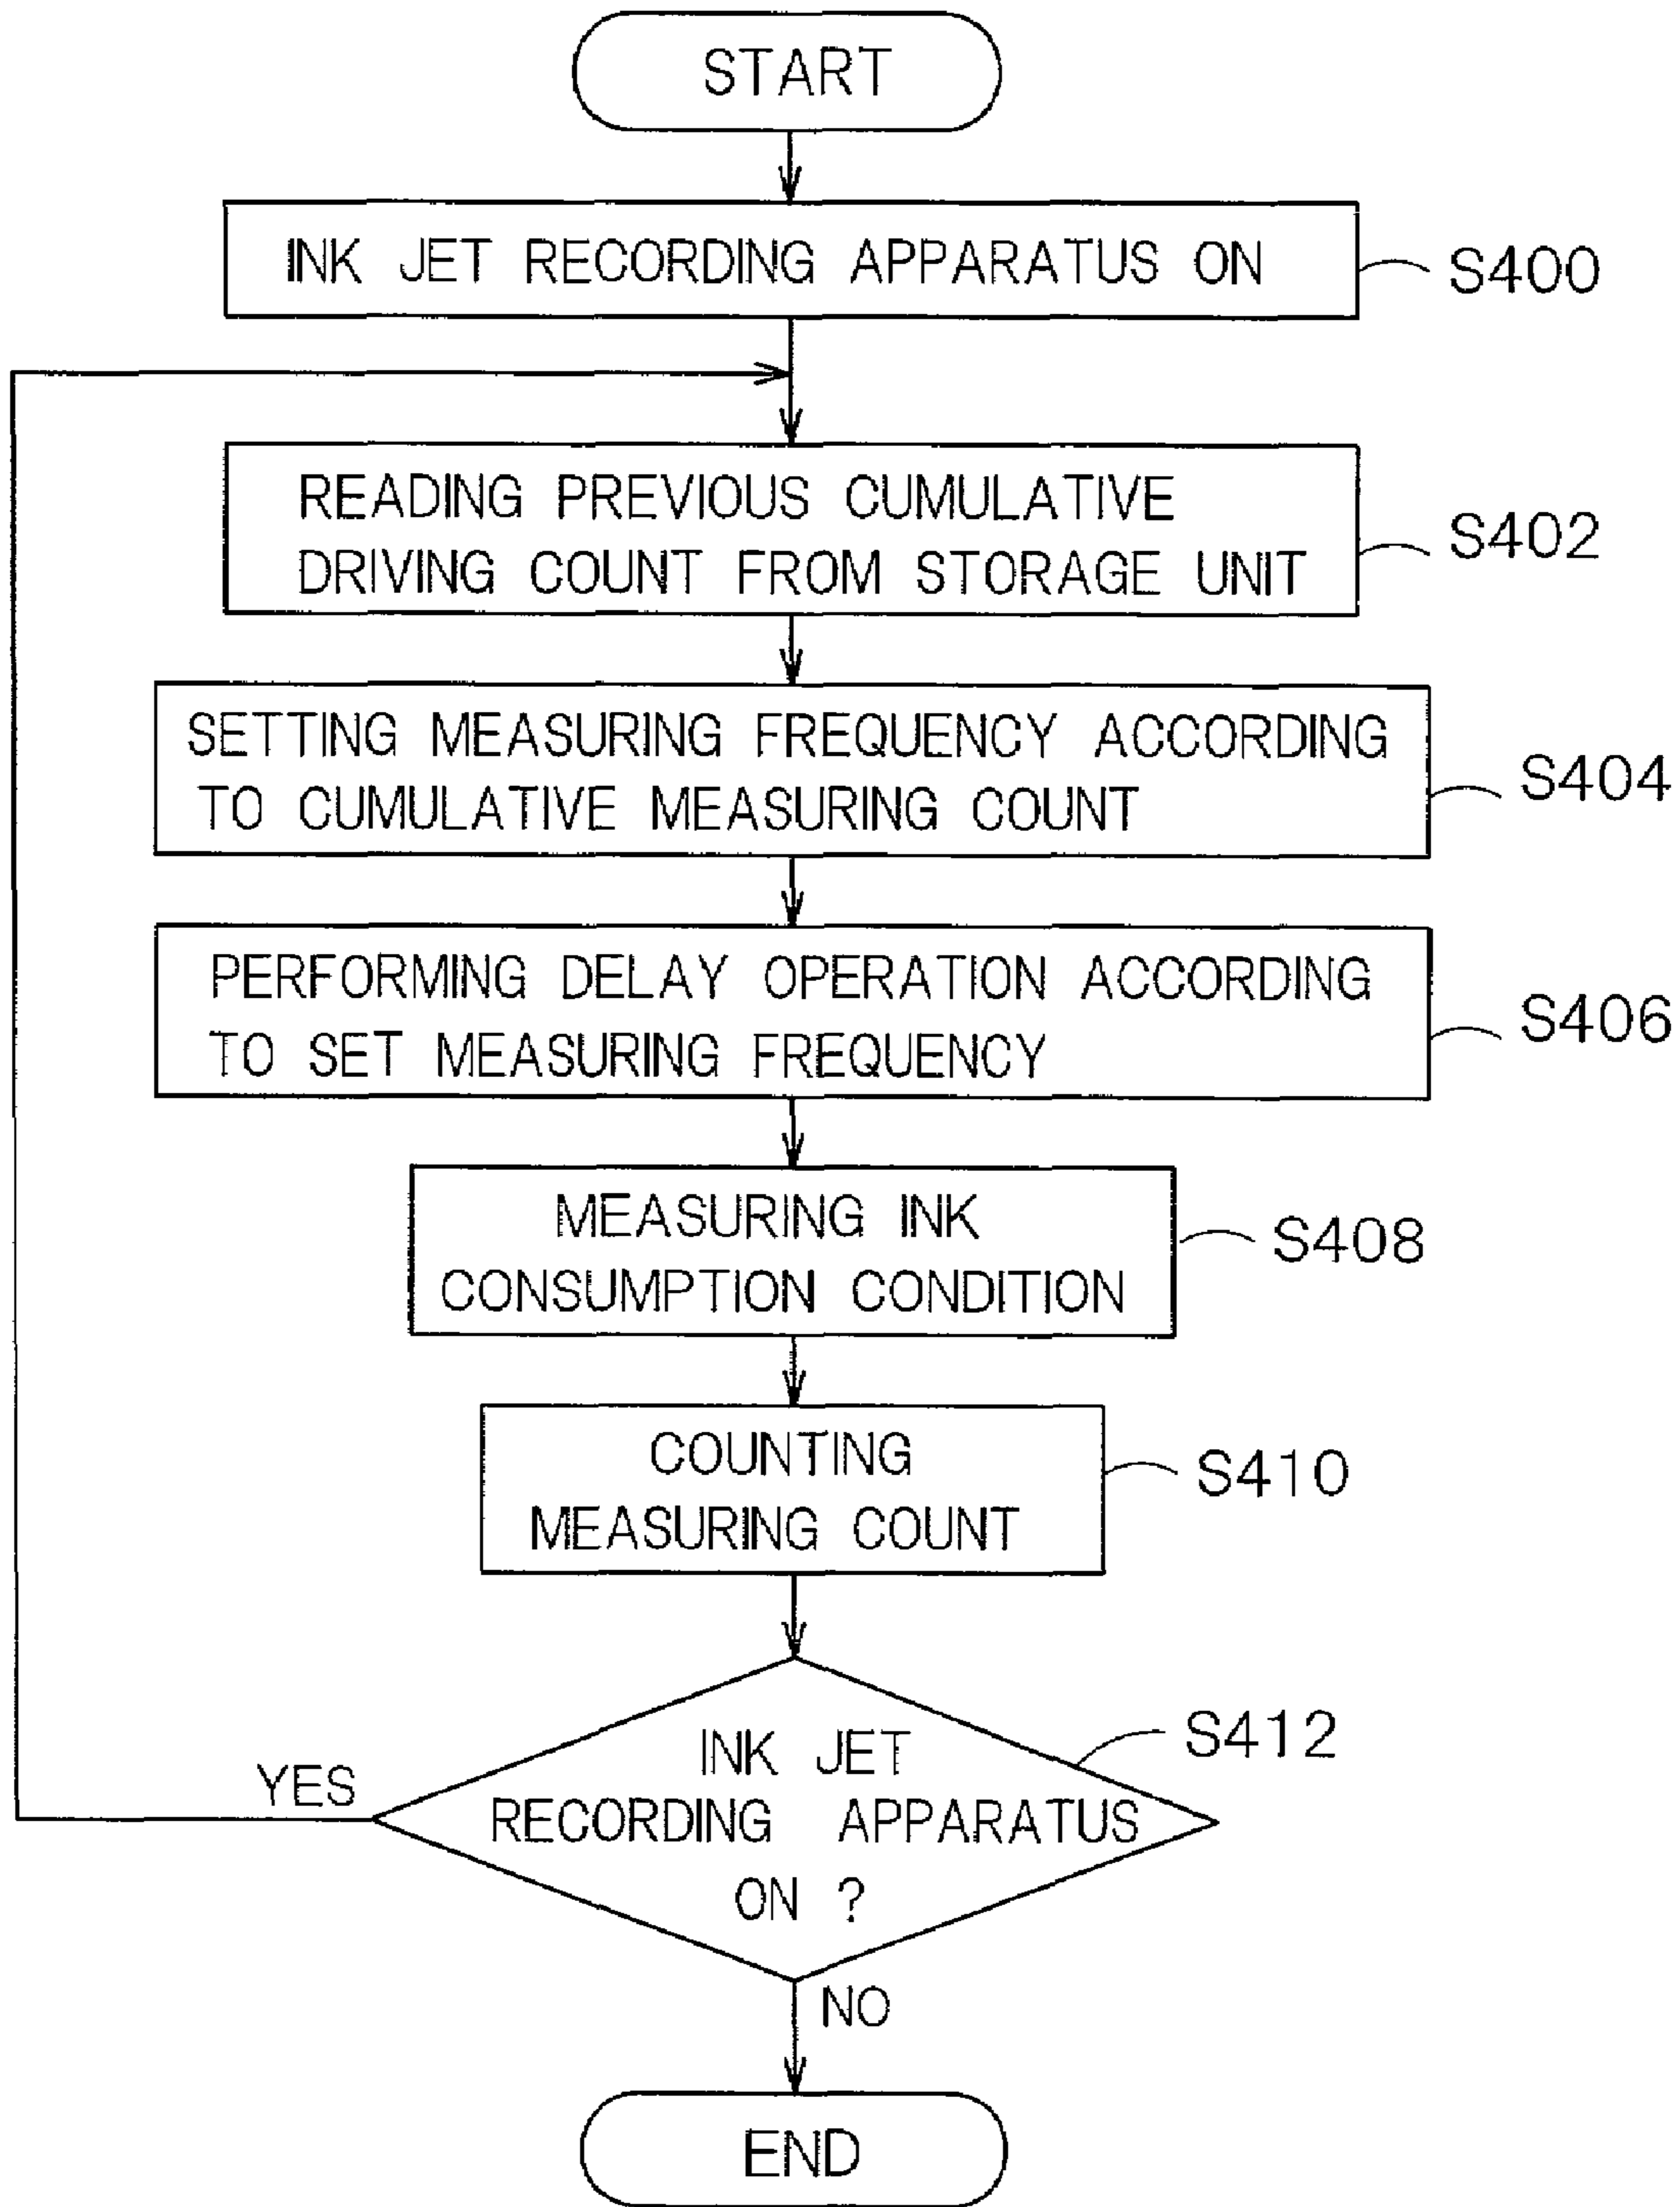 START
INK JET RECORDING APPARATUS ON
S400
READING PREVIOUS CUMULATIVE
DRIVING COUNT FROM STORAGE UNIT
S402
SETTING MEASURING FREQUENCY ACCORDING
TO CUMULATIVE MEASURING COUNT
S404
PERFORMING DELAY OPERATION ACCORDING
TO SET MEASURING FREQUENCY
S406
MEASURING INK
CONSUMPTION CONDITION
S408
COUNTING
MEASURING COUNT
S410
INK JET
RECORDING APPARATUS
ON ?
S412
YES
NO
END